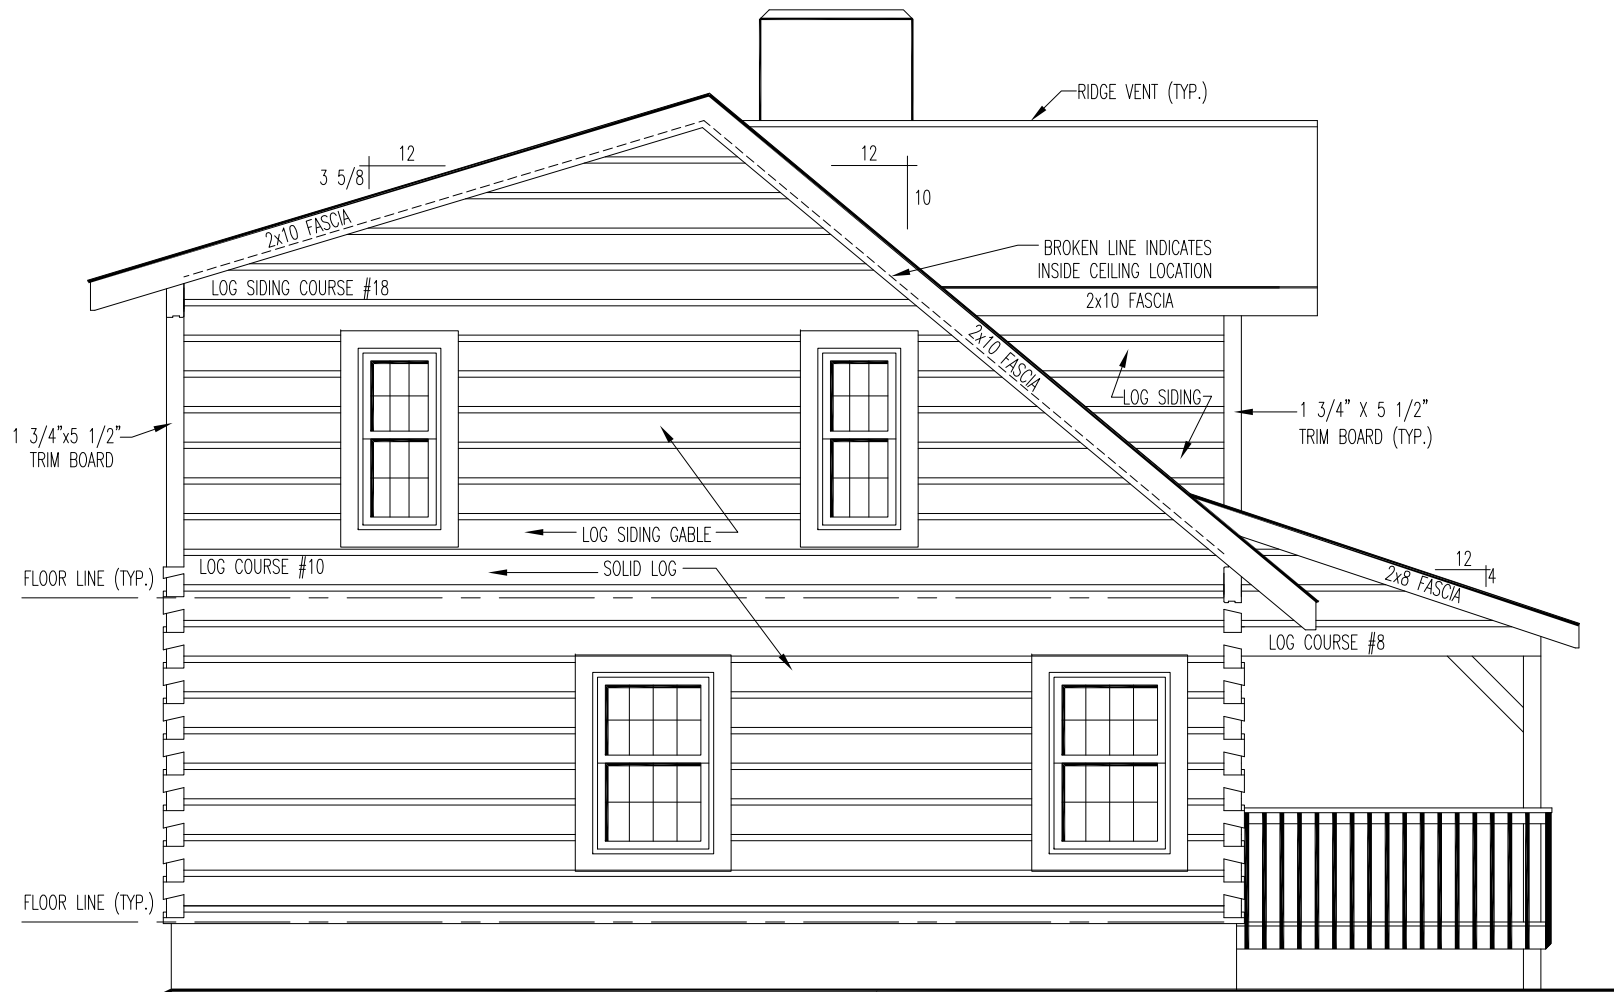 RIDGE VENT (TYP.)
12
3 5/8
12
10
2x10 FASCIA
BROKEN LINE INDICATES
INSIDE CEILING LOCATION
LOG SIDING COURSE #18
2x10 FASCIA
2x10 FASCIA
LOG SIDING
1 3/4"x5 1/2"
TRIM BOARD
1 3/4" X 5 1/2"
TRIM BOARD (TYP.)
LOG SIDING GABLE
LOG COURSE #10
SOLID LOG
FLOOR LINE (TYP.)
12
4
2x8 FASCIA
LOG COURSE #8
FLOOR LINE (TYP.)